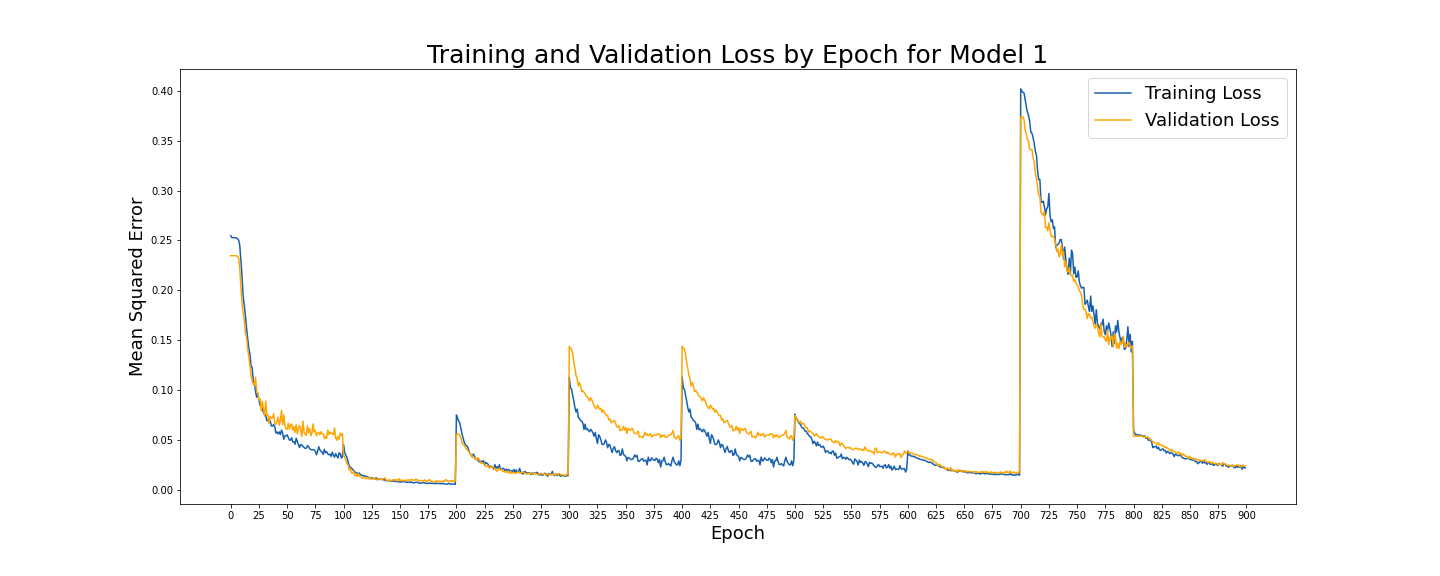 Training and Validation Loss by Epoch for Model 1
Training Loss
Validation Loss
Mean Squared Error
0.40
0.35
0.30
0.25
0.20
0.15
0.10
0.05
0.00
0 25 50 75 100 125 150 175 200 225 250 275 300 325 350 375 400 425 450 475 500 525 550 575 600 625 650 675 700 725 750 775 800 825 850 875 900
Epoch